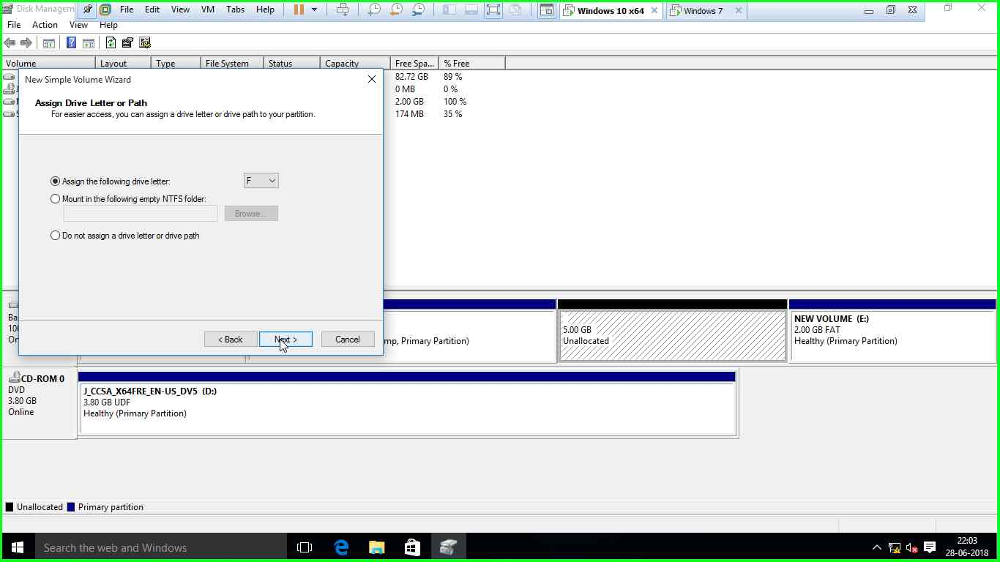 Disk Managem
File Edit View VM Tabs Help
Windows 10 x64
Windows 7
File Action View Help
Volume Layout Type File System Status Capacity Free Spa... % Free
82.72 GB 89 %
0 MB 0 %
2.00 GB 100 %
174 MB 35 %
New Simple Volume Wizard
Assign Drive Letter or Path
For easier access, you can assign a drive letter or drive path to your partition.
Assign the following drive letter: F
Mount in the following empty NTFS folder:
Browse...
Do not assign a drive letter or drive path
< Back Next > Cancel
Ba
100
On
mp, Primary Partition)
5.00 GB
Unallocated
NEW VOLUME (E:)
2.00 GB FAT
Healthy (Primary Partition)
CD-ROM 0
DVD
3.80 GB
Online
J_CCSA_X64FRE_EN-US_DV5 (D:)
3.80 GB UDF
Healthy (Primary Partition)
Unallocated Primary partition
Search the web and Windows
22:03
28-06-2018